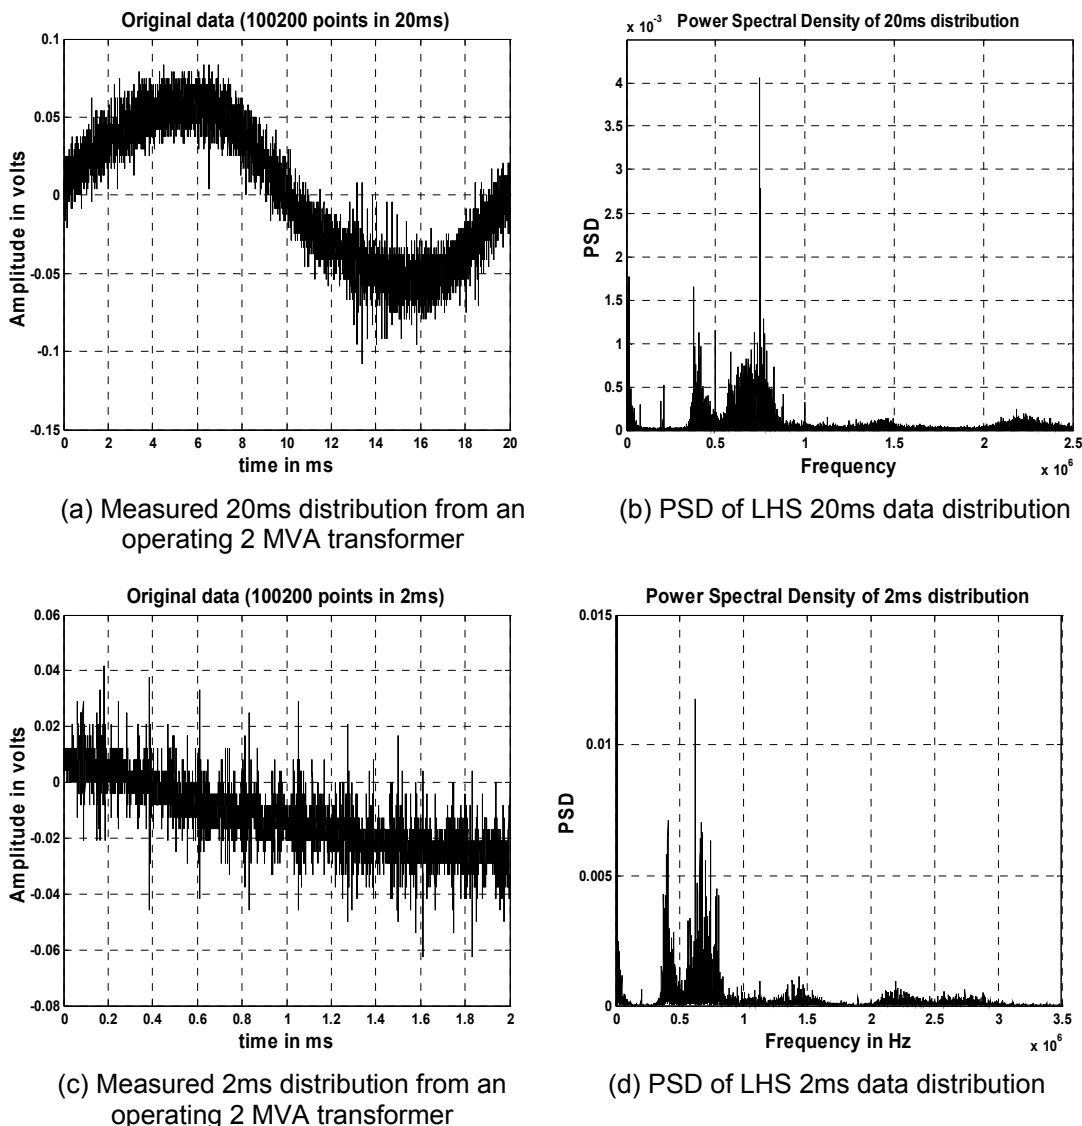 Original data (100200 points in 20ms)
0.1
0.05
0
-0.05
-0.1
-0.15
Amplitude in volts
0 2 4 6 8 10 12 14 16 18 20
time in ms
(a) Measured 20ms distribution from an
operating 2 MVA transformer
x 10^-3
Power Spectral Density of 20ms distribution
4
3.5
3
2.5
2
1.5
1
0.5
0
PSD
0 0.5 1 1.5 2 2.5
Frequency
x 10^6
(b) PSD of LHS 20ms data distribution
Original data (100200 points in 2ms)
0.06
0.04
0.02
0
-0.02
-0.04
-0.06
-0.08
Amplitude in volts
0 0.2 0.4 0.6 0.8 1 1.2 1.4 1.6 1.8 2
time in ms
(c) Measured 2ms distribution from an
operating 2 MVA transformer
Power Spectral Density of 2ms distribution
0.015
0.01
0.005
0
PSD
0 0.5 1 1.5 2 2.5 3 3.5
Frequency in Hz
x 10^6
(d) PSD of LHS 2ms data distribution